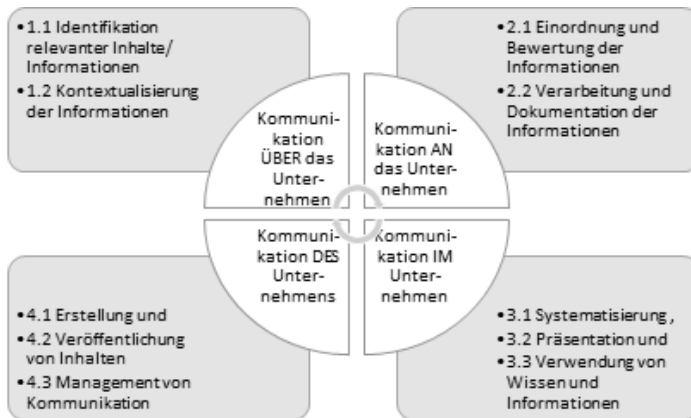 •1.1 Identifikation
relevanter Inhalte/
Informationen
•1.2 Kontextualisierung
der Informationen
•2.1 Einordnung und
Bewertung der
Informationen
•2.2 Verarbeitung und
Dokumentation der
Informationen
Kommuni-
kation
ÜBER das
Unter-
nehmen
Kommuni-
kation AN
das Unter-
nehmen
Kommuni-
kation DES
Unter-
nehmens
Kommuni-
kation IM
Unter-
nehmen
•4.1 Erstellung und
•4.2 Veröffentlichung
von Inhalten
•4.3 Management von
Kommunikation
•3.1 Systematisierung,
•3.2 Präsentation und
•3.3 Verwendung von
Wissen und
Informationen